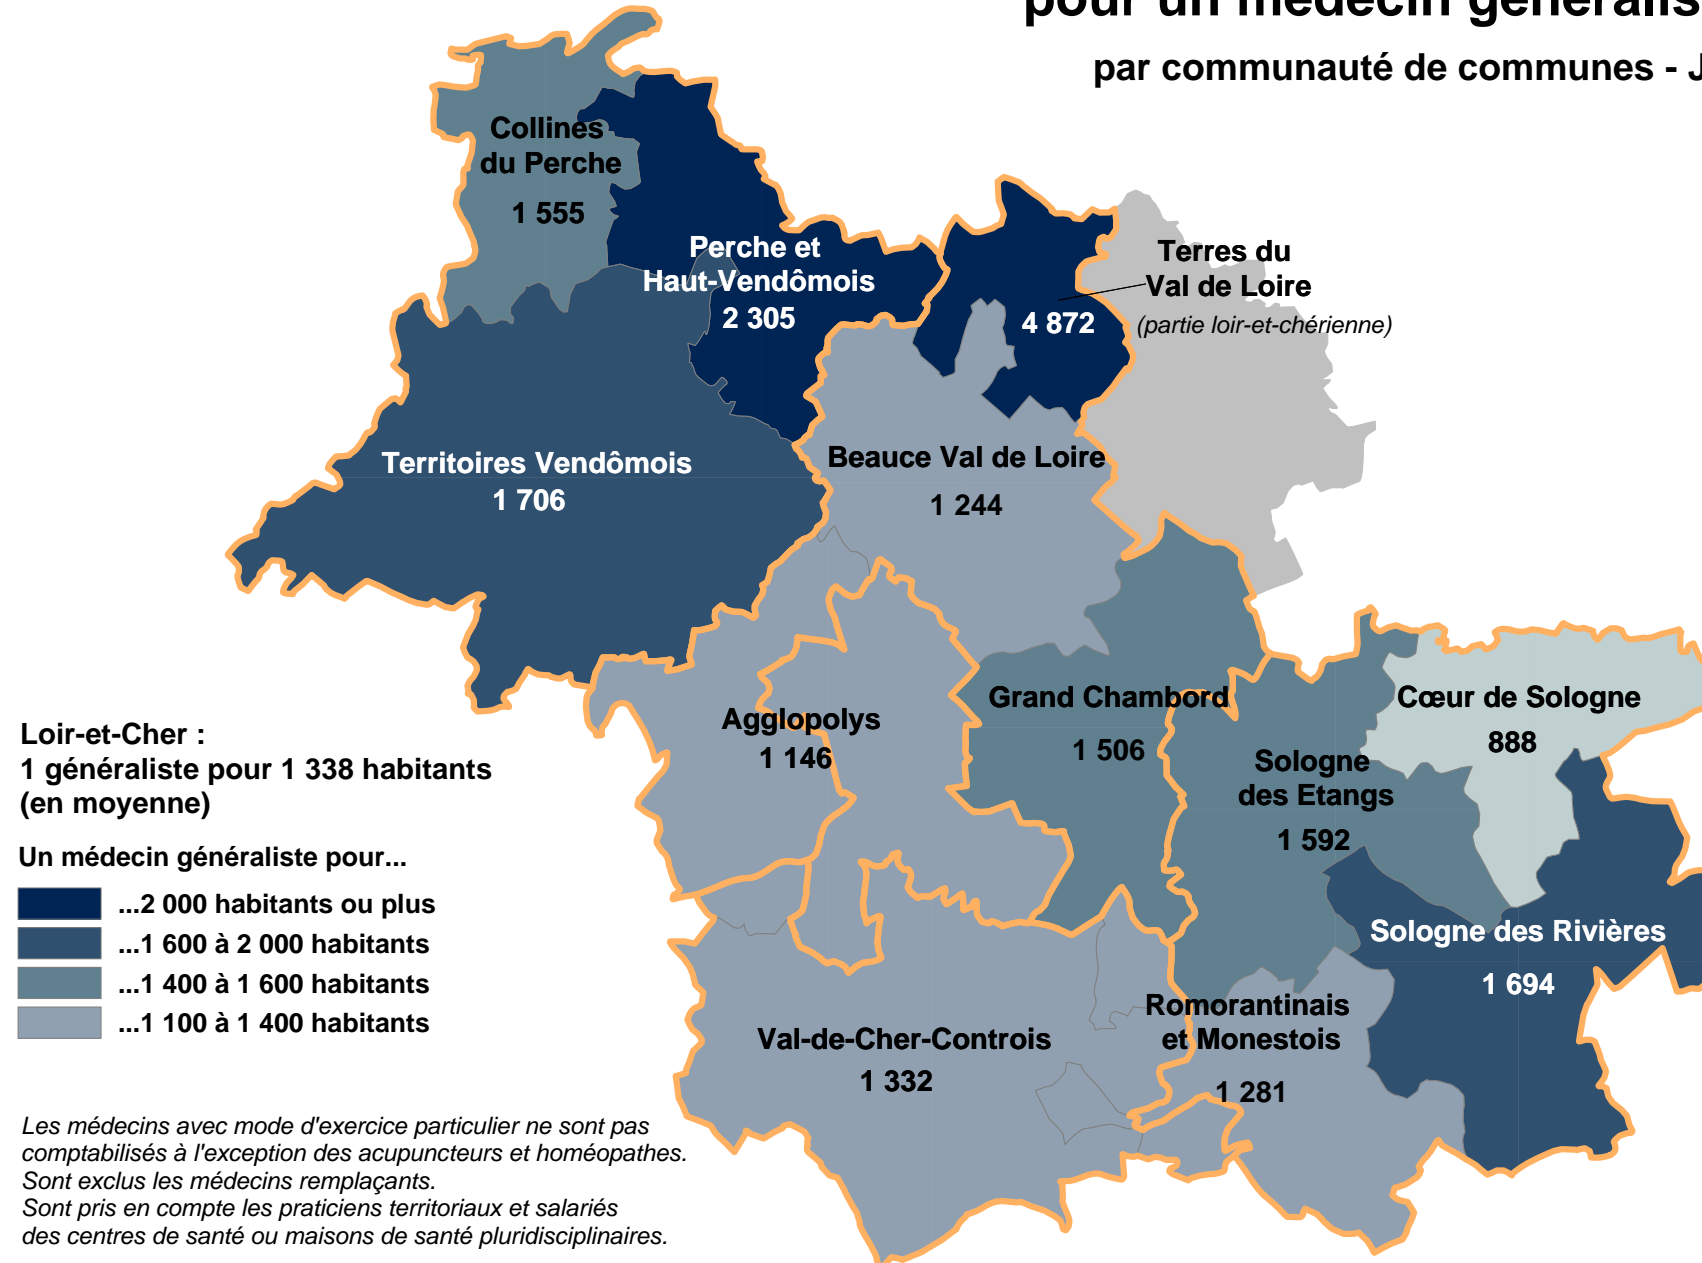 pour un médecin généralis
par communauté de communes - J
Collines
du Perche
1 555
Perche et
Haut-Vendômois
2 305
Terres du
Val de Loire
(partie loir-et-chérienne)
4 872
Territoires Vendômois
1 706
Beauce Val de Loire
1 244
Grand Chambord
1 506
Cœur de Sologne
888
Agglopolys
1 146
Sologne
des Etangs
1 592
Sologne des Rivières
1 694
Romorantinais
et Monestois
1 281
Val-de-Cher-Controis
1 332
Loir-et-Cher :
1 généraliste pour 1 338 habitants
(en moyenne)
Un médecin généraliste pour...
...2 000 habitants ou plus
...1 600 à 2 000 habitants
...1 400 à 1 600 habitants
...1 100 à 1 400 habitants
Les médecins avec mode d'exercice particulier ne sont pas
comptabilisés à l'exception des acupuncteurs et homéopathes.
Sont exclus les médecins remplaçants.
Sont pris en compte les praticiens territoriaux et salariés
des centres de santé ou maisons de santé pluridisciplinaires.